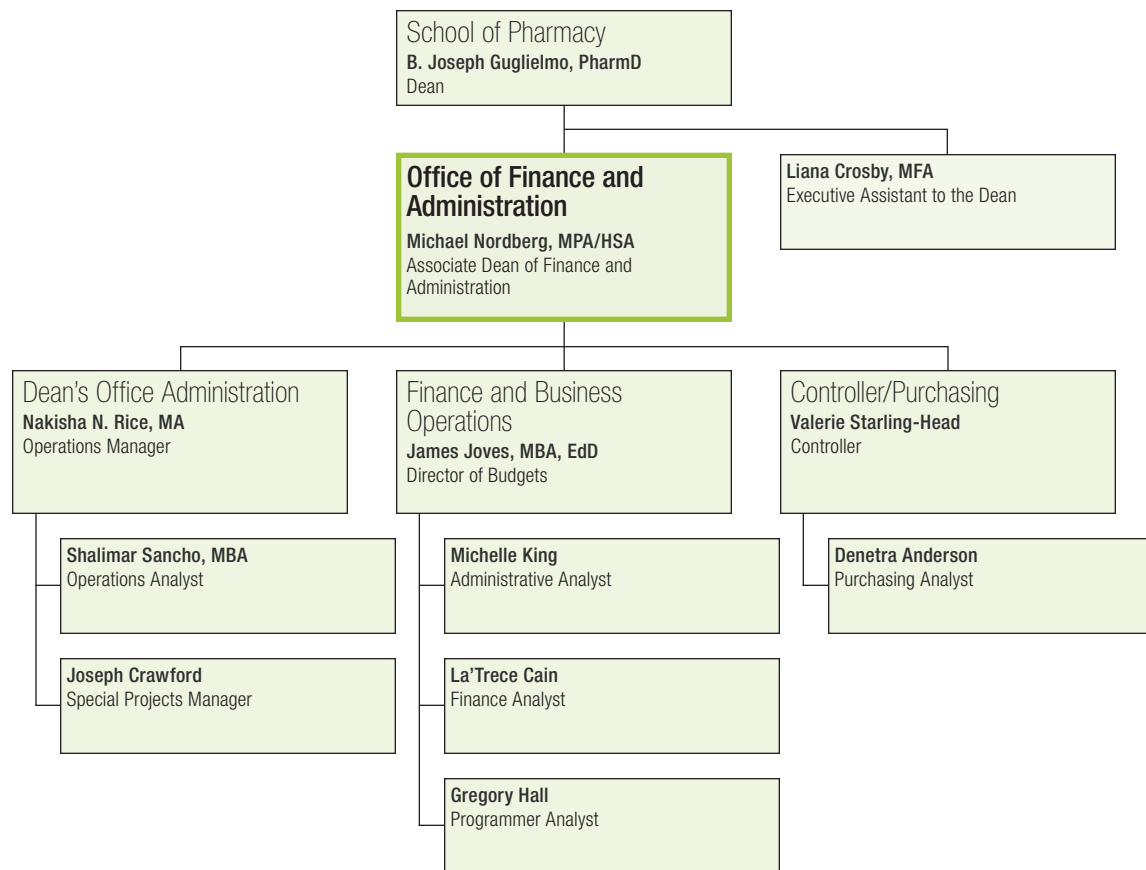 School of Pharmacy
B. Joseph Guglielmo, PharmD
Dean
Office of Finance and
Administration
Michael Nordberg, MPA/HSA
Associate Dean of Finance and
Administration
Liana Crosby, MFA
Executive Assistant to the Dean
Dean’s Office Administration
Nakisha N. Rice, MA
Operations Manager
Shalimar Sancho, MBA
Operations Analyst
Joseph Crawford
Special Projects Manager
Finance and Business
Operations
James Joves, MBA, EdD
Director of Budgets
Michelle King
Administrative Analyst
La’Trece Cain
Finance Analyst
Gregory Hall
Programmer Analyst
Controller/Purchasing
Valerie Starling-Head
Controller
Denetra Anderson
Purchasing Analyst